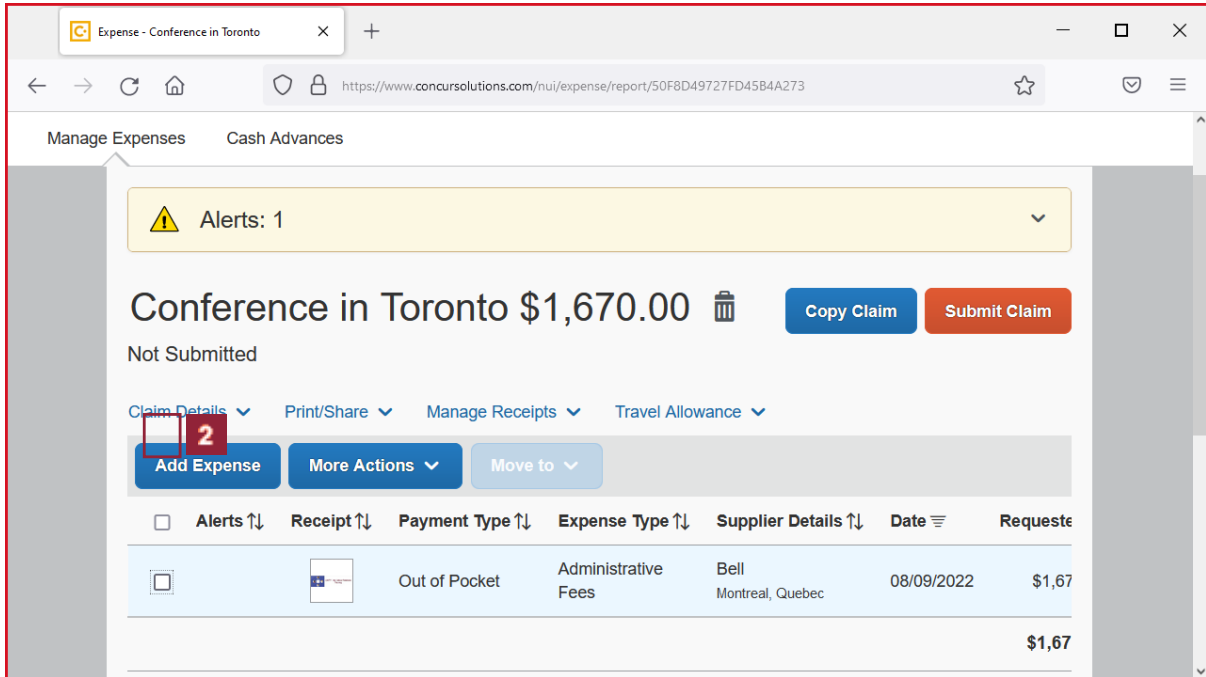 Expense - Conference in Toronto
https://www.concursolutions.com/nui/expense/report/50F8D49727FD45B4A273
Manage Expenses Cash Advances
Alerts: 1
Conference in Toronto $1,670.00 Copy Claim Submit Claim
Not Submitted
Claim Details Print/Share Manage Receipts Travel Allowance
2
Add Expense More Actions Move to
Alerts Receipt Payment Type Expense Type Supplier Details Date Requeste
Out of Pocket Administrative Fees Bell Montreal, Quebec 08/09/2022 $1,67
$1,67